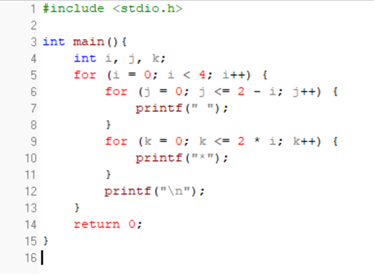 1 #include <stdio.h>
2
3 int main(){
4     int i, j, k;
5     for (i = 0; i < 4; i++) {
6         for (j = 0; j <= 2 - i; j++) {
7             printf(" ");
8         }
9         for (k = 0; k <= 2 * i; k++) {
10             printf("*");
11         }
12         printf("\n");
13     }
14     return 0;
15 }
16